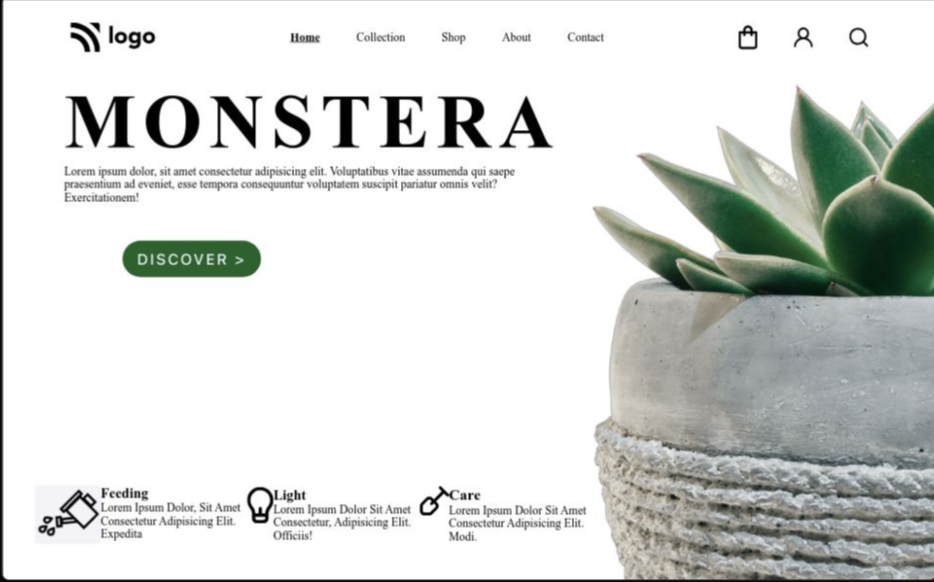 logo
Home Collection Shop About Contact
MONSTERA
Lorem ipsum dolor, sit amet consectetur adipisicing elit. Voluptatibus vitae assumenda qui saepe
praesentium ad eveniet, esse tempora consequuntur voluptatem suscipit pariatur omnis velit?
Exercitationem!
DISCOVER >
Feeding
Lorem Ipsum Dolor, Sit Amet
Consectetur Adipisicing Elit.
Expedita
Light
Lorem Ipsum Dolor Sit Amet
Consectetur, Adipisicing Elit.
Officiis!
Care
Lorem Ipsum Dolor Sit Amet
Consectetur Adipisicing Elit.
Modi.